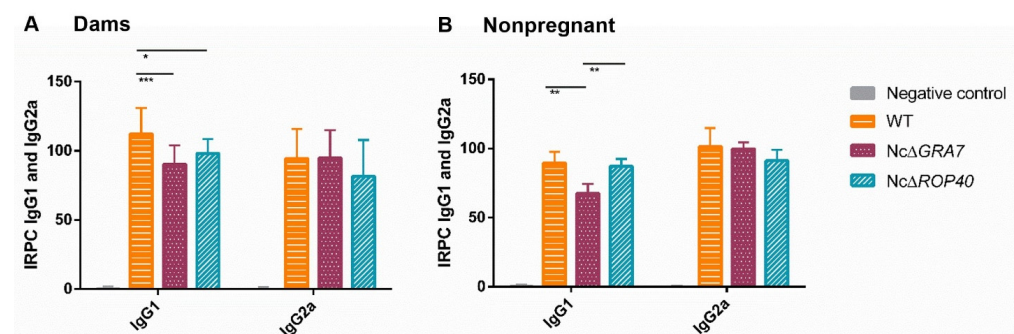 A Dams
*
***
150
100
50
0
IRPC IgG1 and IgG2a
IgG1
IgG2a
B Nonpregnant
**
**
150
100
50
0
IRPC IgG1 and IgG2a
IgG1
IgG2a
Negative control
WT
NcΔGRA7
NcΔROP40